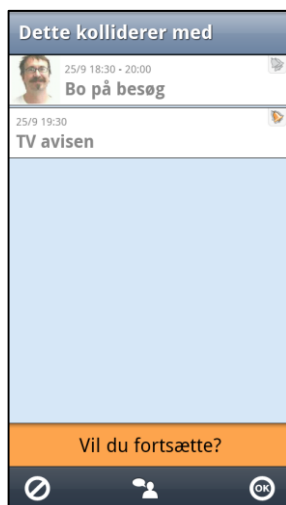 Dette kolliderer med
25/9 18:30 - 20:00
Bo på besøg
25/9 19:30
TV avisen
Vil du fortsætte?
OK